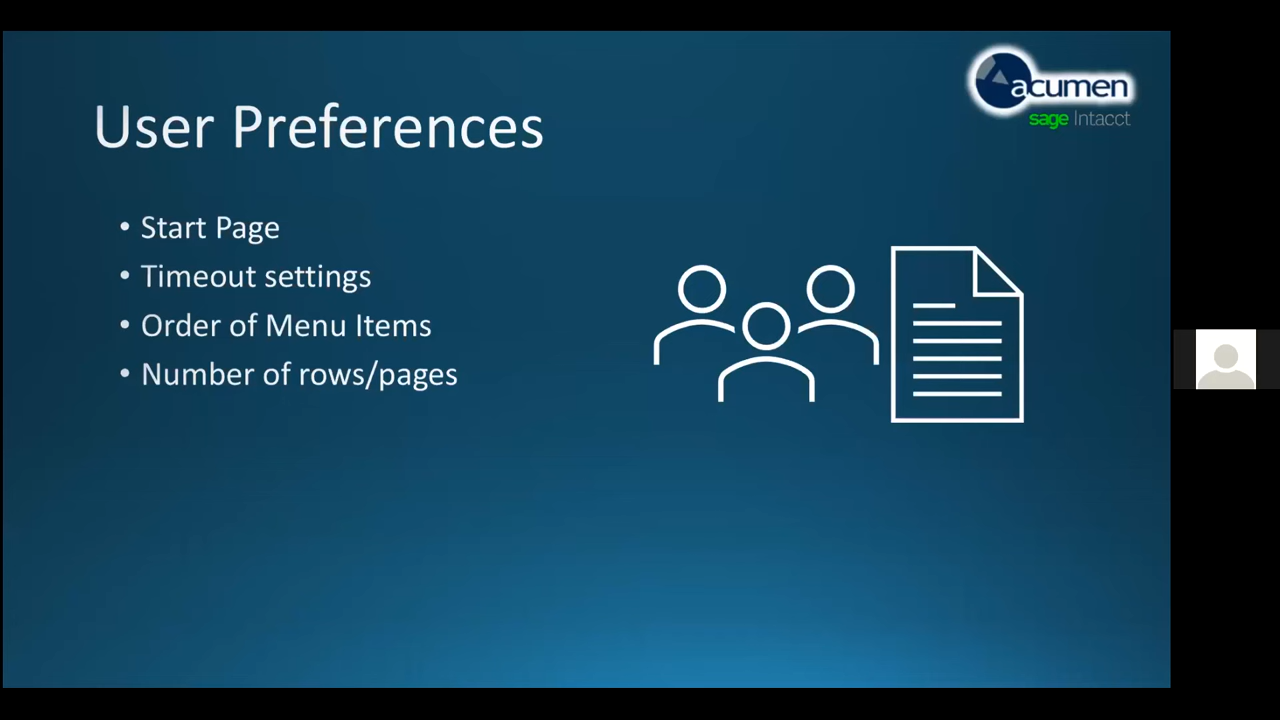 acumen
sage Intacct
User Preferences
• Start Page
• Timeout settings
• Order of Menu Items
• Number of rows/pages